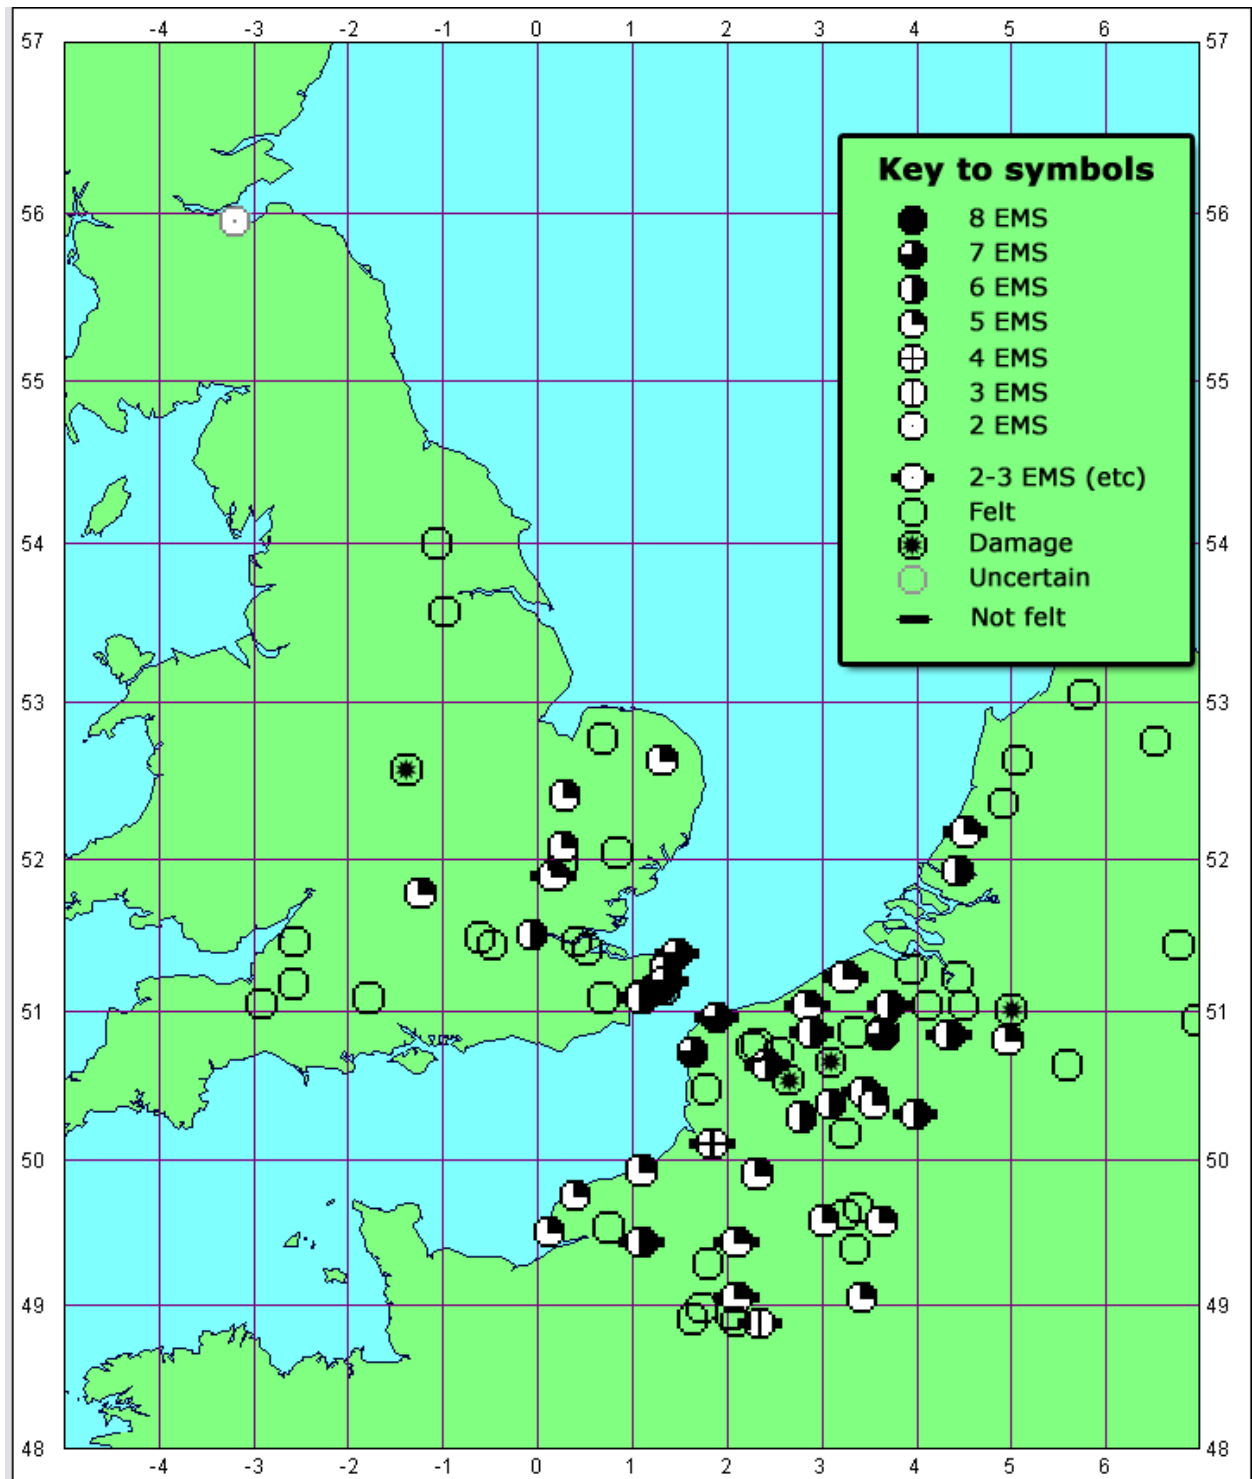 -4 -3 -2 -1 0 1 2 3 4 5 6
57 57
Key to symbols
8 EMS
56 56
7 EMS
6 EMS
5 EMS
4 EMS
55 55
3 EMS
2 EMS
2-3 EMS (etc)
Felt
54 Damage 54
Uncertain
Not felt
53 53
52 52
51 51
50 50
49 49
48 48
-4 -3 -2 -1 0 1 2 3 4 5 6